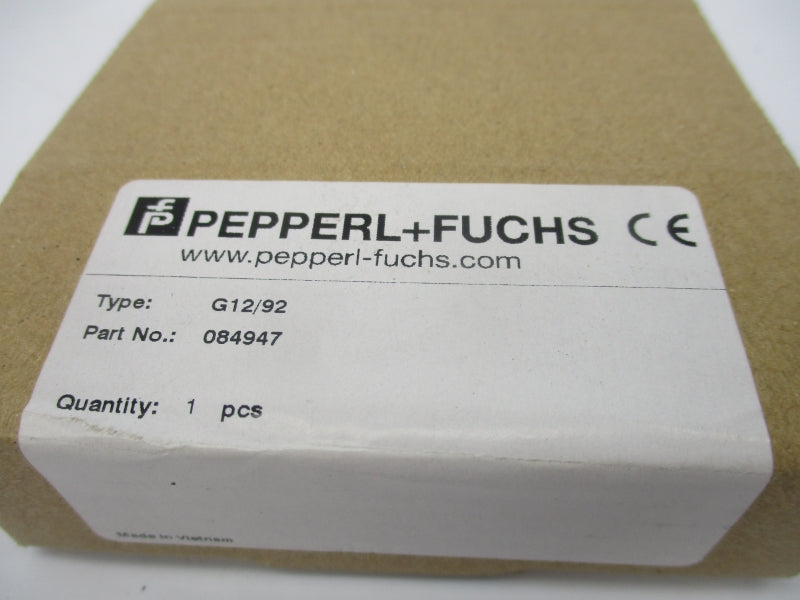 PEPPERL+FUCHS CE
www.pepperl-fuchs.com
Type: G12/92
Part No.: 084947
Quantity: 1 pcs
Made in Vietnam